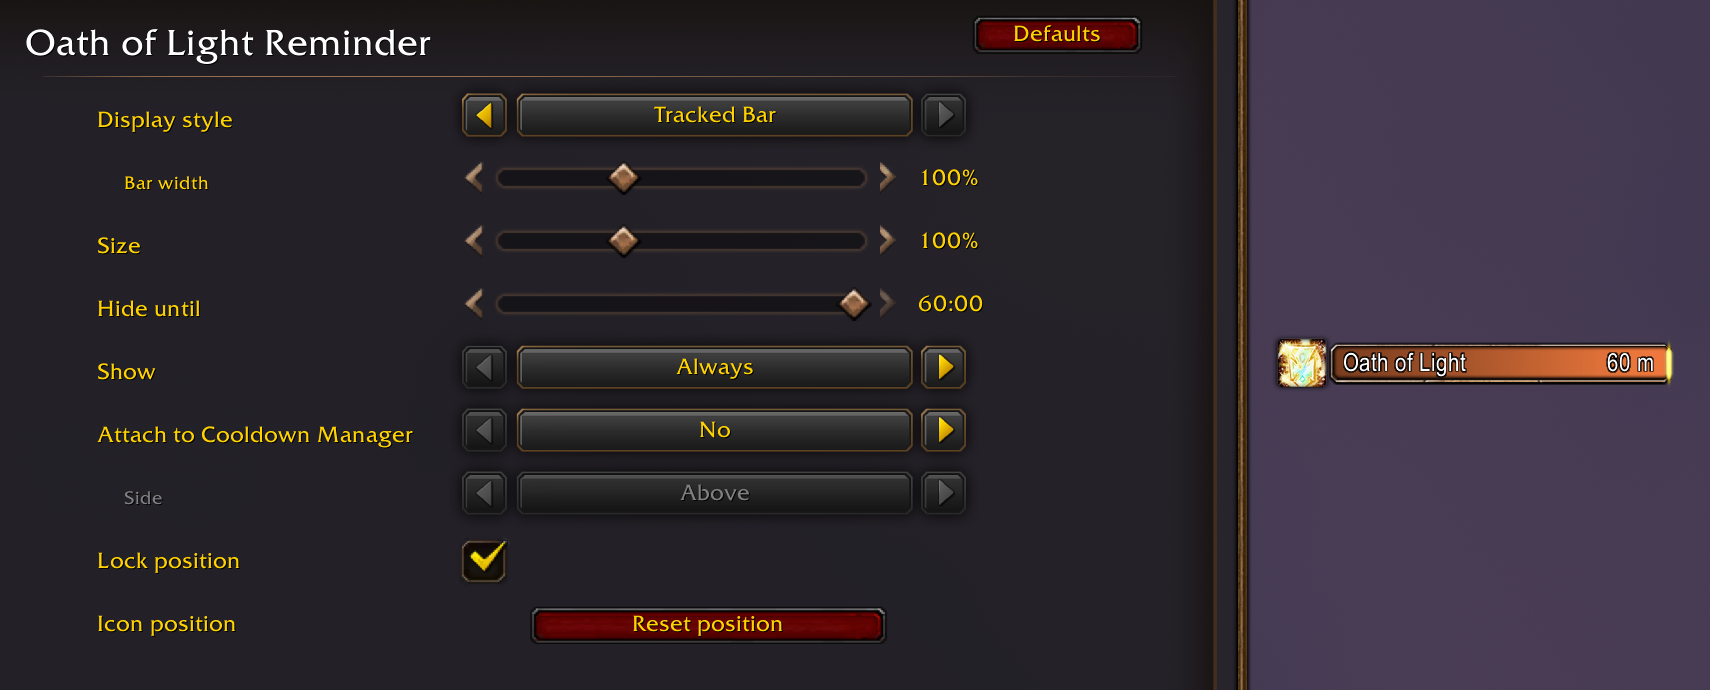 Oath of Light Reminder
Defaults
Display style
Tracked Bar
Bar width
100%
Size
100%
Hide until
60:00
Show
Always
Attach to Cooldown Manager
No
Side
Above
Lock position
Icon position
Reset position
Oath of Light
60 m